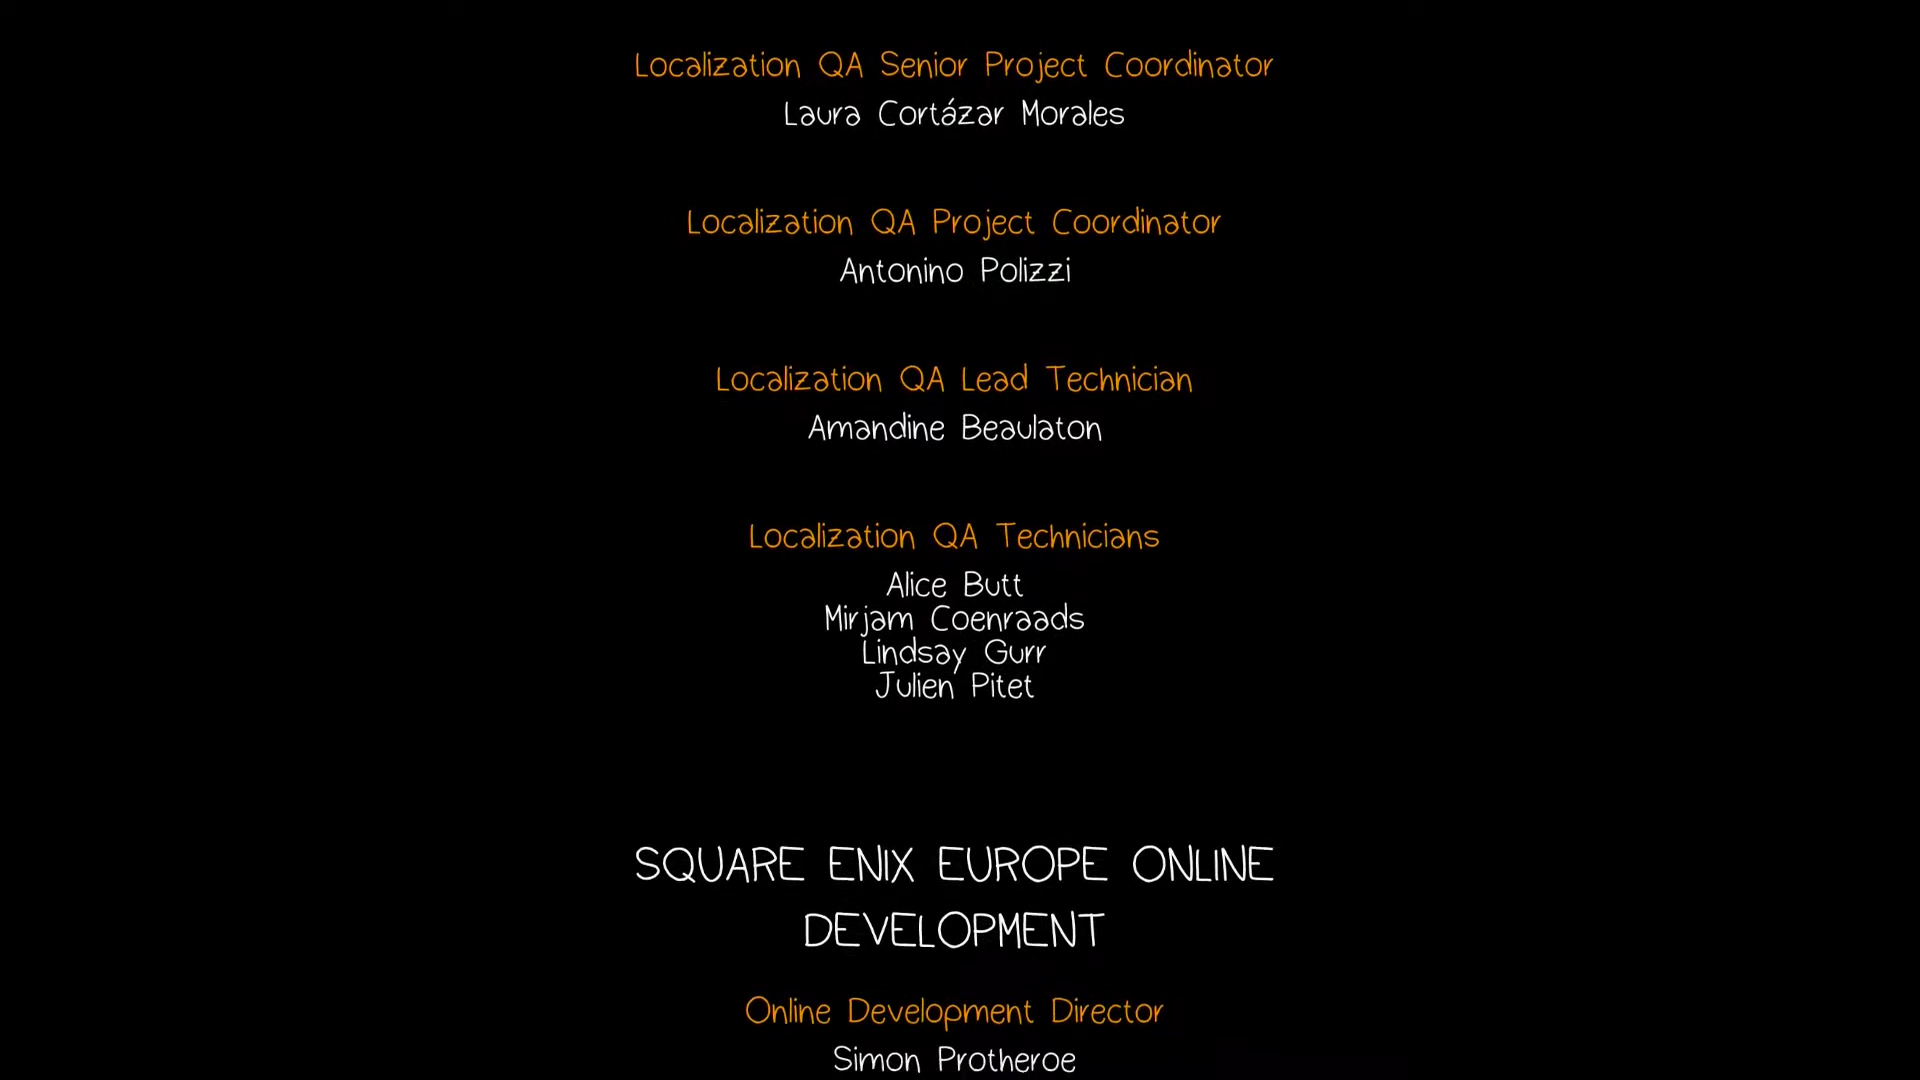 Localization QA Senior Project Coordinator
Laura Cortázar Morales
Localization QA Project Coordinator
Antonino Polizzi
Localization QA Lead Technician
Amandine Beaulaton
Localization QA Technicians
Alice Butt
Mirjam Coenraads
Lindsay Gurr
Julien Pitet
SQUARE ENIX EUROPE ONLINE
DEVELOPMENT
Online Development Director
Simon Protheroe